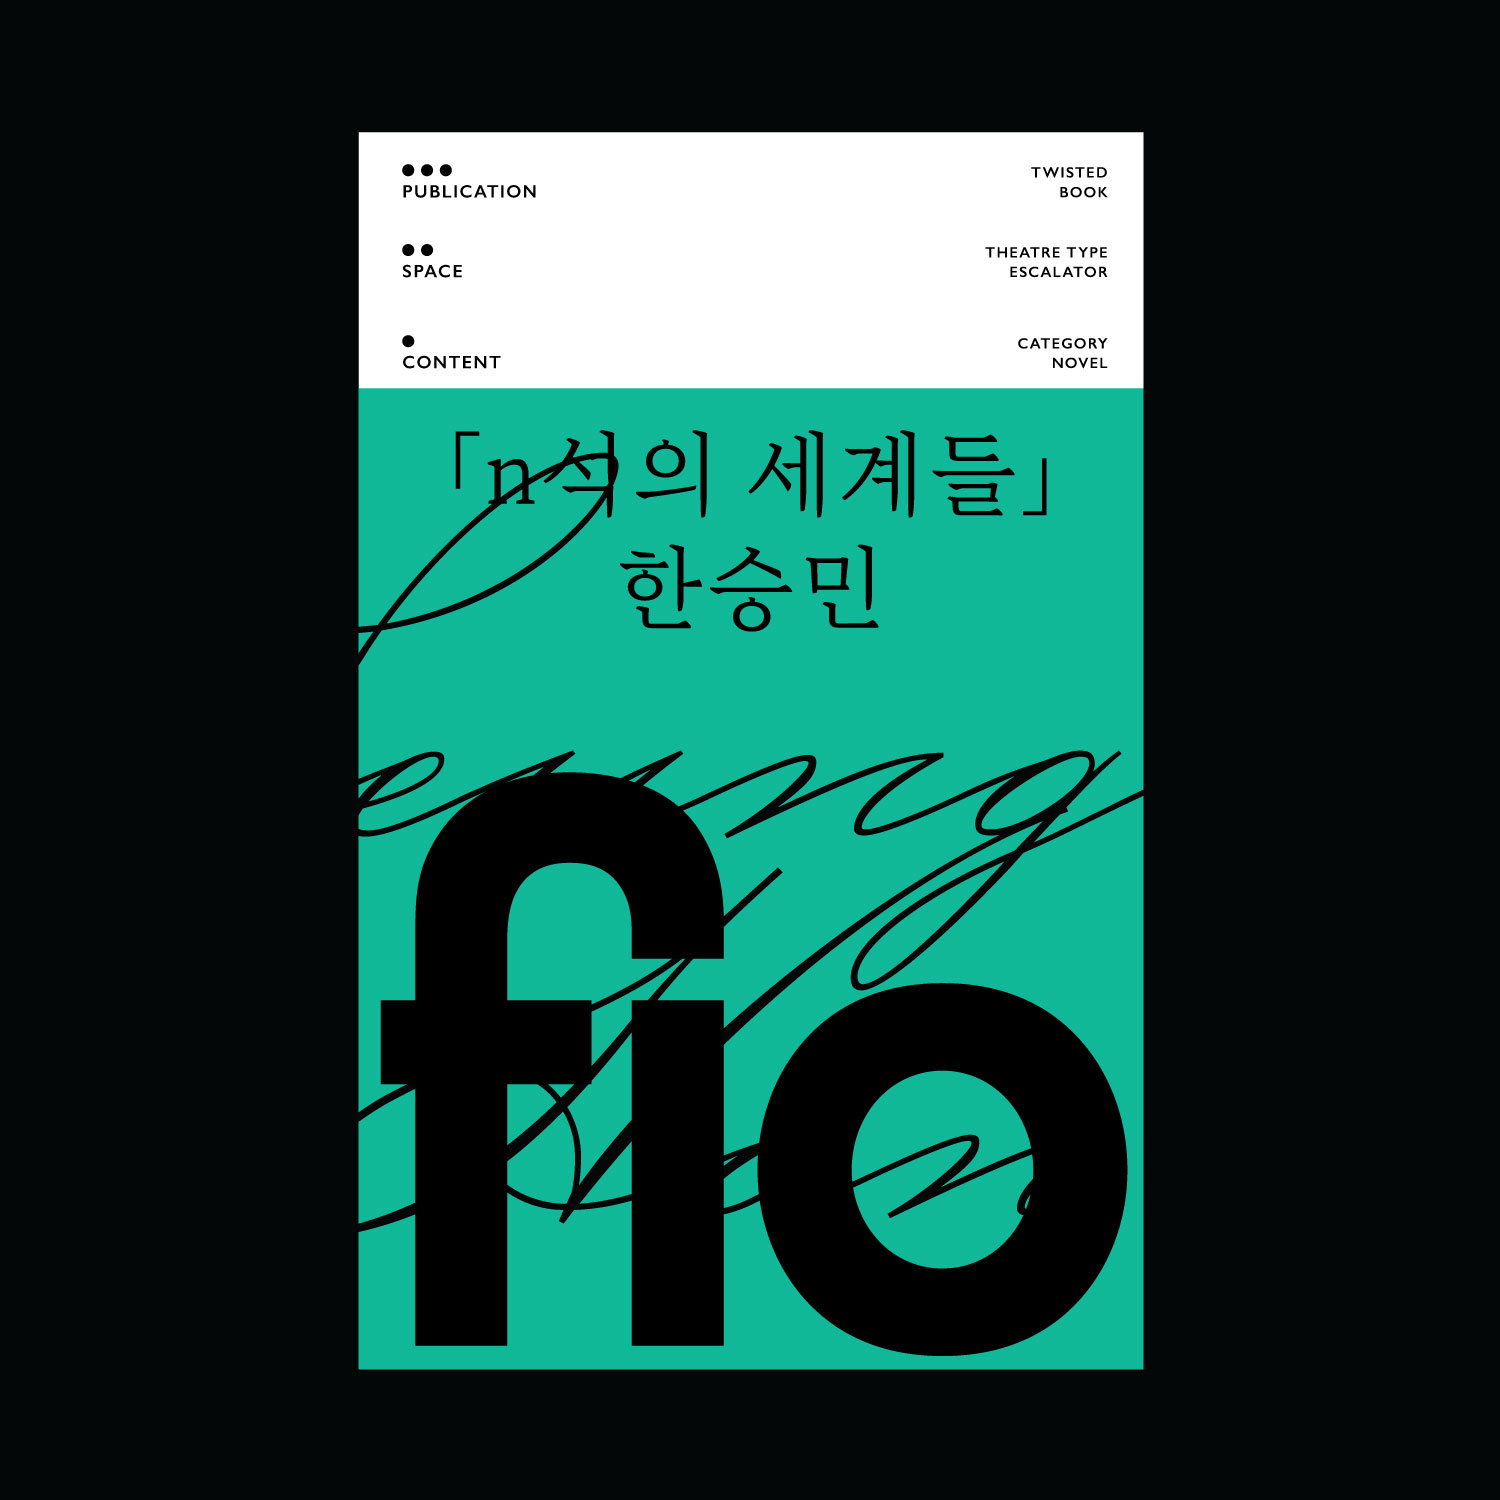 PUBLICATION
TWISTED
BOOK
SPACE
THEATRE TYPE
ESCALATOR
CONTENT
CATEGORY
NOVEL
「n석의 세계들」
한승민
fio